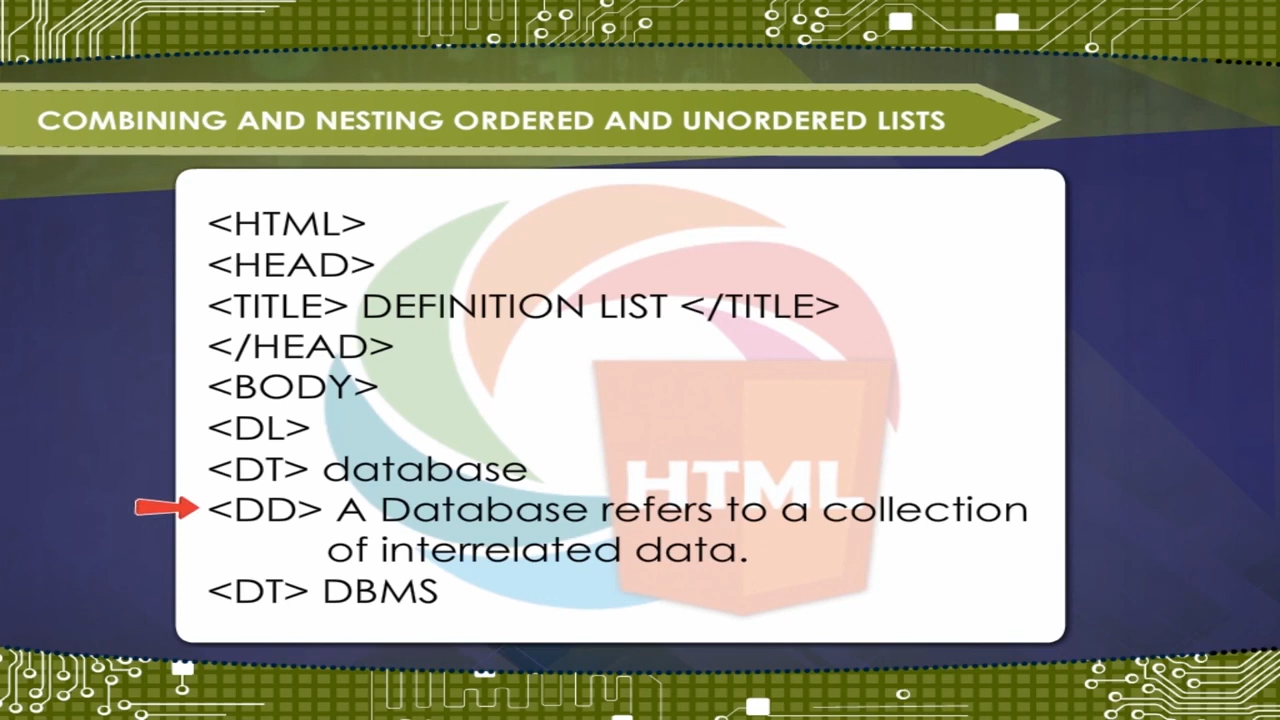 COMBINING AND NESTING ORDERED AND UNORDERED LISTS
<HTML>
<HEAD>
<TITLE> DEFINITION LIST </TITLE>
</HEAD>
<BODY>
<DL>
<DT> database
<DD> A Database refers to a collection
of interrelated data.
<DT> DBMS
HTML